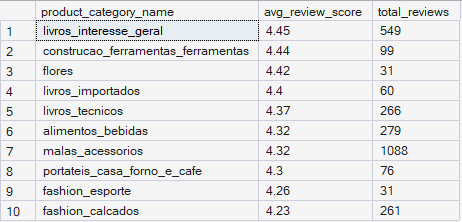 product_category_name avg_review_score total_reviews
1 livros_interesse_geral 4.45 549
2 construcao_ferramentas_ferramentas 4.44 99
3 flores 4.42 31
4 livros_importados 4.4 60
5 livros_tecnicos 4.37 266
6 alimentos_bebidas 4.32 279
7 malas_acessorios 4.32 1088
8 portateis_casa_forno_e_cafe 4.3 76
9 fashion_esporte 4.26 31
10 fashion_calcados 4.23 261